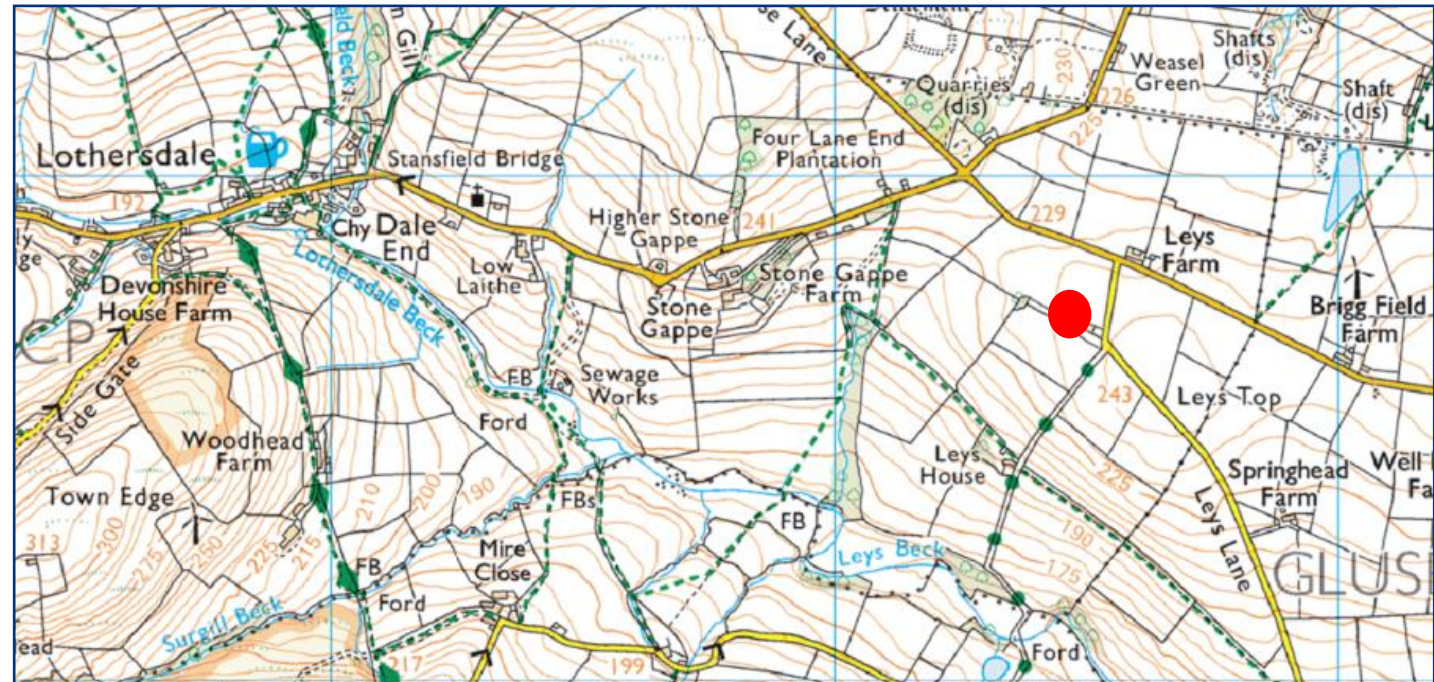 Lane
Gill
Shafts
(dis)
Weasel
Green
230
Quarries
(dis)
Shaft
(dis)
226
225
Four Lane End
Plantation
Lothersdale
Stansfield Bridge
192
241
229
Higher Stone
Gappe
Chy
Dale
End
Leys
Farm
Low
Laithe
Stone Gappe
Farm
Devonshire
House Farm
Lothersdale Beck
Stone
Gappe
Brigg Field
Farm
CP
Side Gate
FB
Sewage
Works
243
Leys Top
Ford
Woodhead
Farm
Leys
House
Springhead
Farm
Town Edge
210
200
190
225
FBs
Leys Lane
313
300
275
250
225
215
FB
190
Mire
Close
Leys Beck
175
FB
Ford
Surgill Beck
217
199
Ford